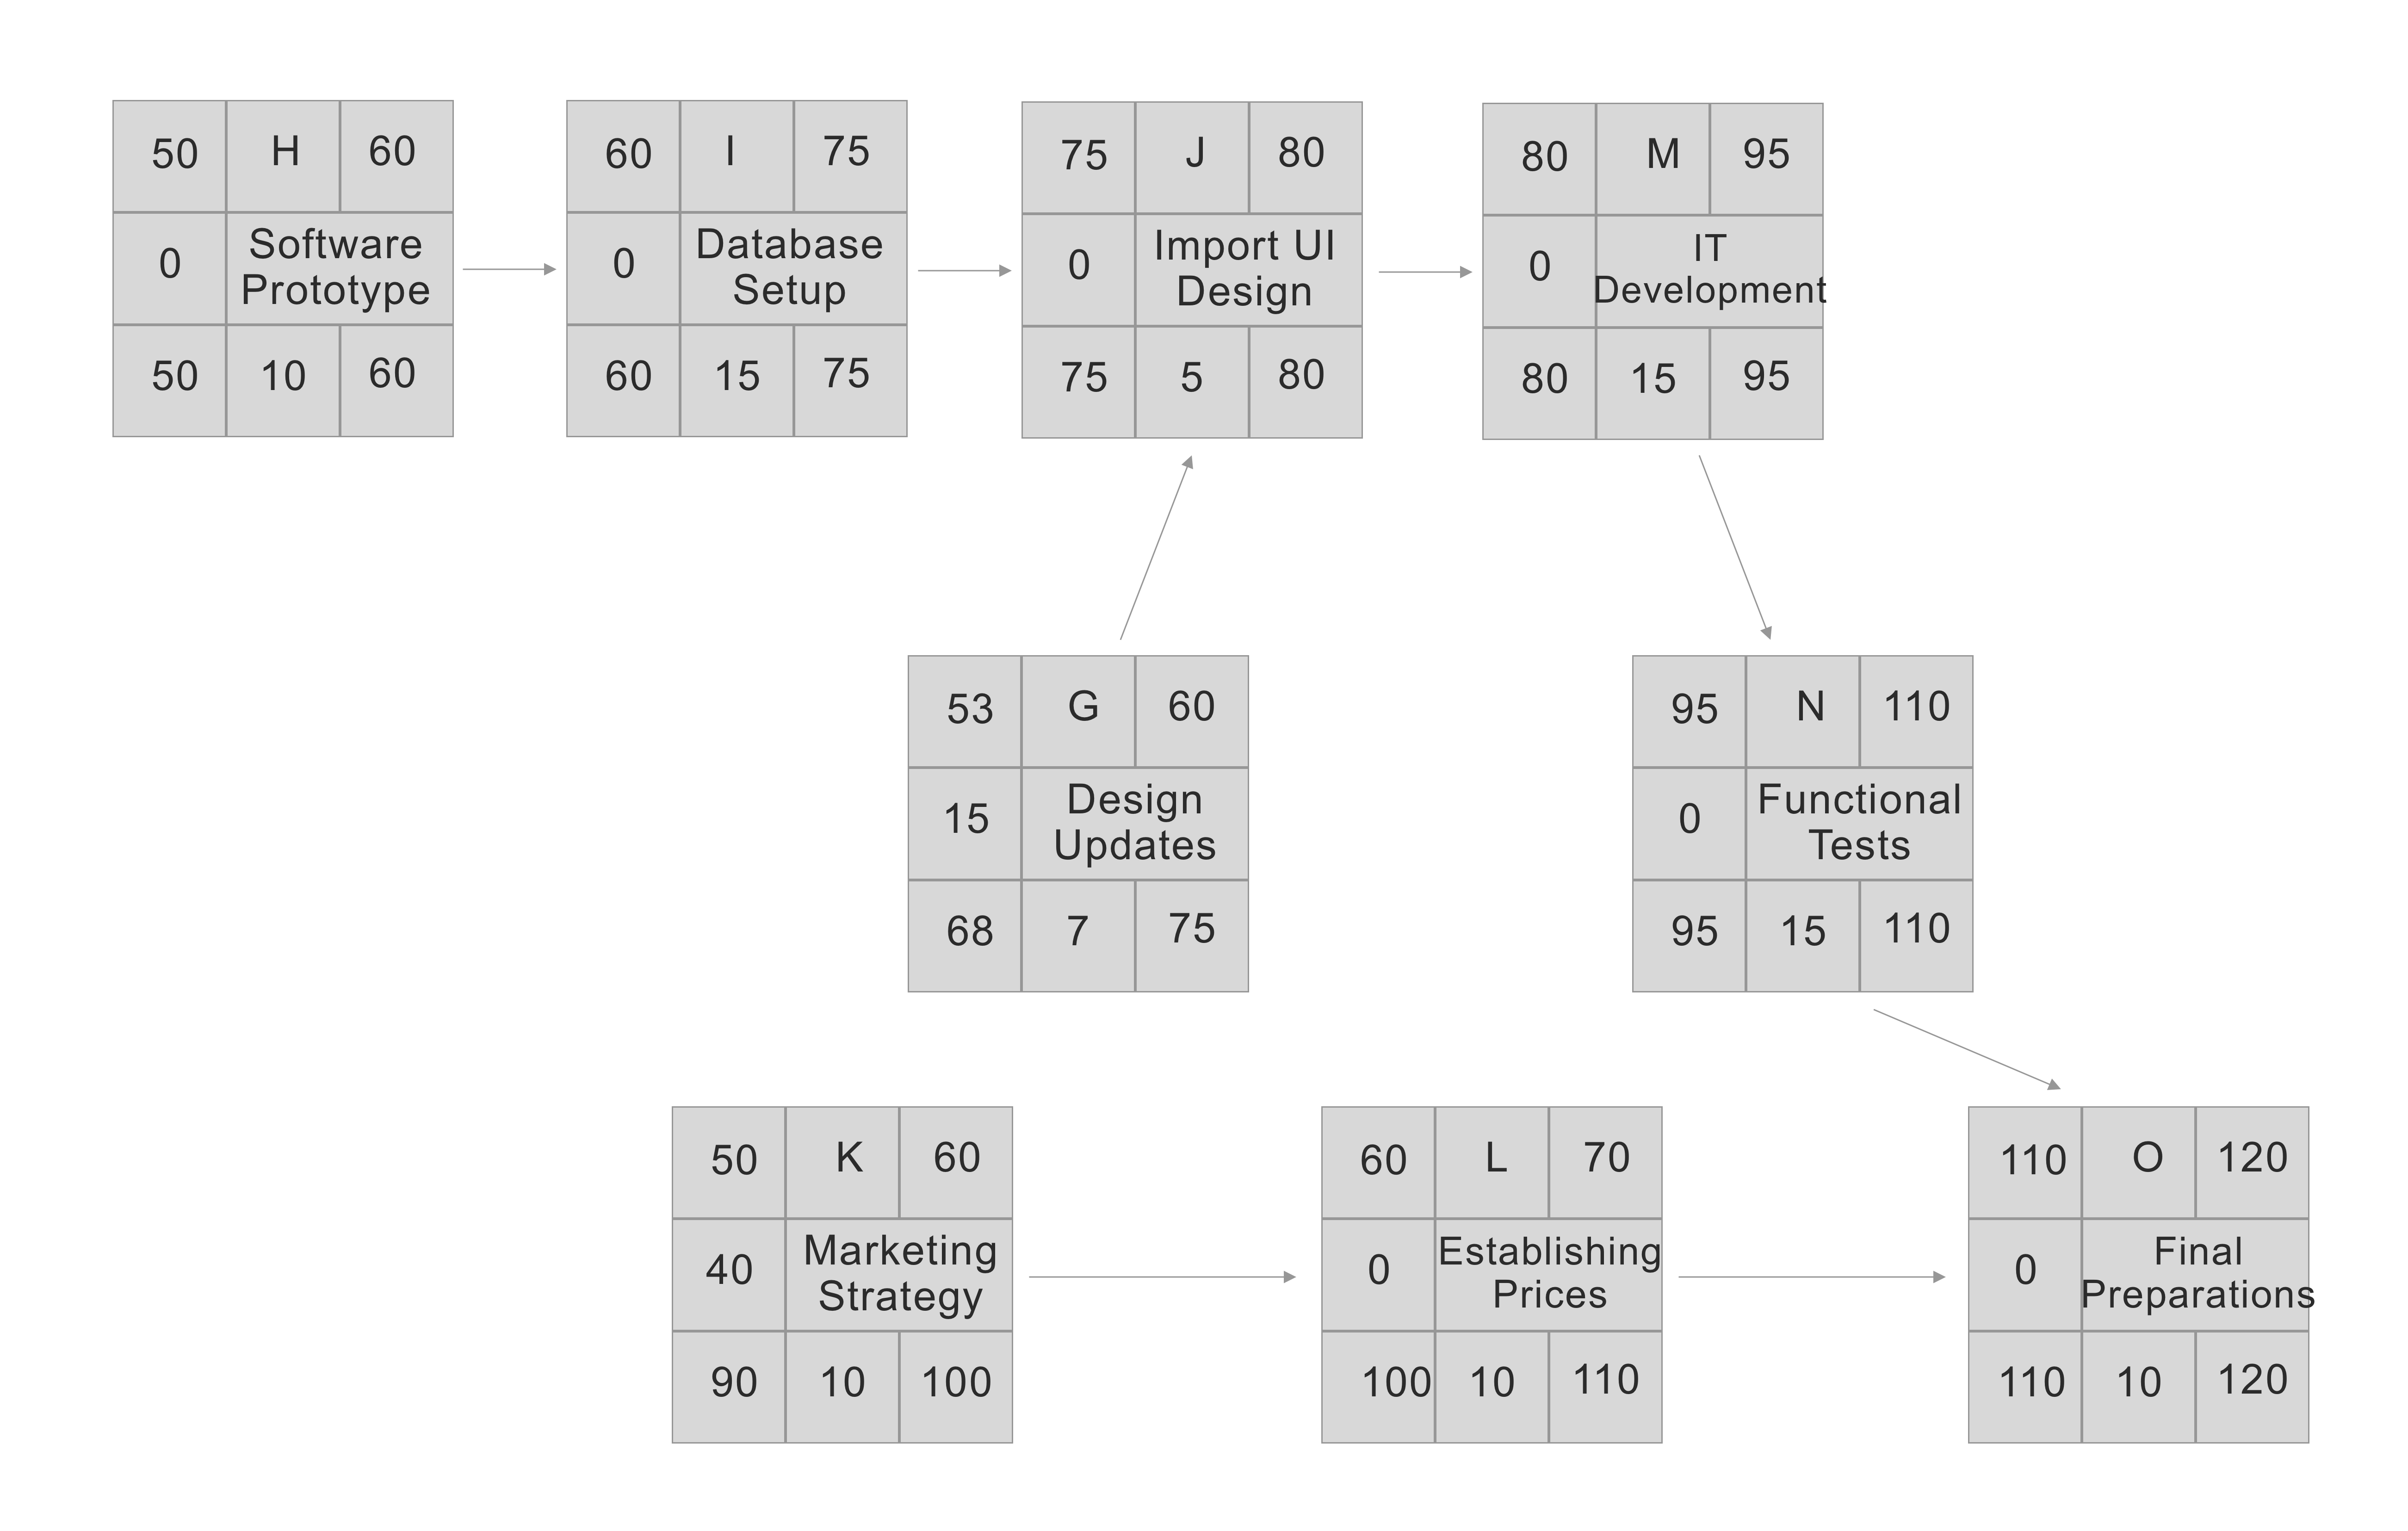 50 H 60
0 Software
Prototype
50 10 60
60 I 75
0 Database
Setup
60 15 75
75 J 80
0 Import UI
Design
75 5 80
80 M 95
0 IT
Development
80 15 95
53 G 60
15 Design
Updates
68 7 75
95 N 110
0 Functional
Tests
95 15 110
50 K 60
40 Marketing
Strategy
90 10 100
60 L 70
0 Establishing
Prices
100 10 110
110 O 120
0 Final
Preparations
110 10 120